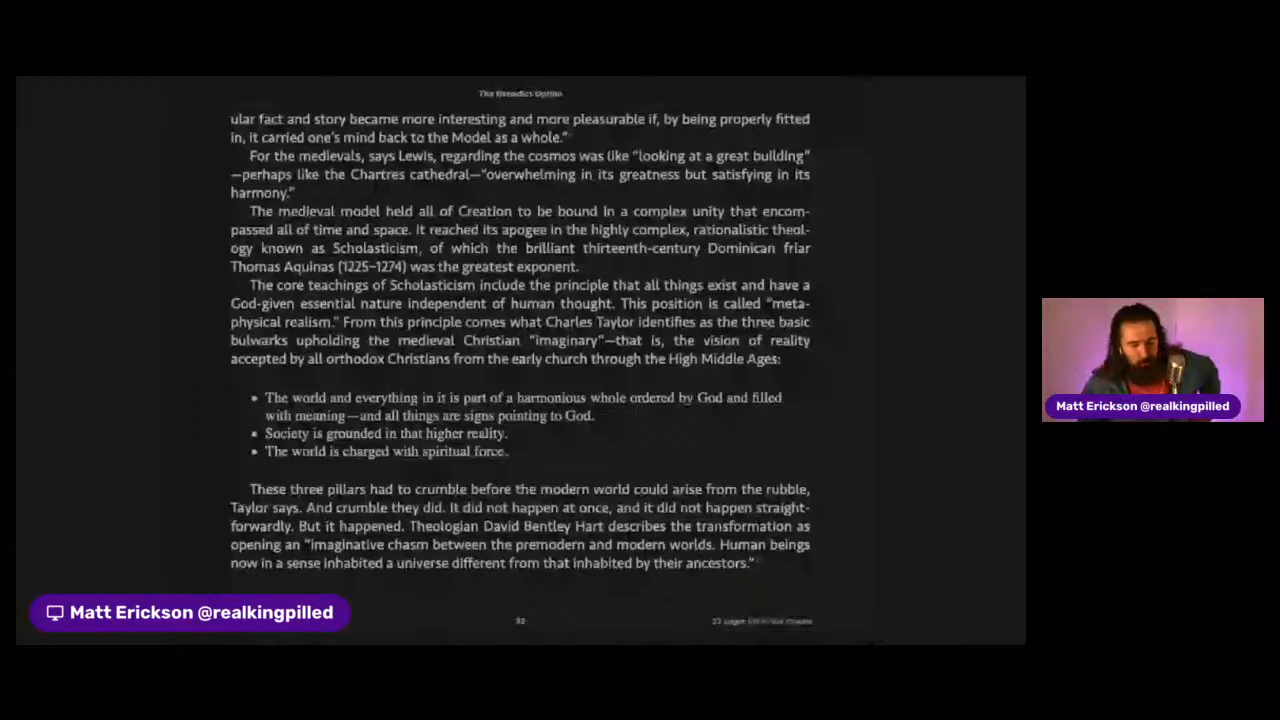 The Benedict Option
ular fact and story became more interesting and more pleasurable if, by being properly fitted
in, it carried one's mind back to the Model as a whole."
For the medievals, says Lewis, regarding the cosmos was like "looking at a great building"
—perhaps like the Chartres cathedral—"overwhelming in its greatness but satisfying in its
harmony."
The medieval model held all of Creation to be bound in a complex unity that encom-
passed all of time and space. It reached its apogee in the highly complex, rationalistic theol-
ogy known as Scholasticism, of which the brilliant thirteenth-century Dominican friar
Thomas Aquinas (1225–1274) was the greatest exponent.
The core teachings of Scholasticism include the principle that all things exist and have a
God-given essential nature independent of human thought. This position is called "meta-
physical realism." From this principle comes what Charles Taylor identifies as the three basic
bulwarks upholding the medieval Christian "imaginary"—that is, the vision of reality
accepted by all orthodox Christians from the early church through the High Middle Ages:
• The world and everything in it is part of a harmonious whole ordered by God and filled
with meaning—and all things are signs pointing to God.
• Society is grounded in that higher reality.
• The world is charged with spiritual force.
These three pillars had to crumble before the modern world could arise from the rubble,
Taylor says. And crumble they did. It did not happen at once, and it did not happen straight-
forwardly. But it happened. Theologian David Bentley Hart describes the transformation as
opening an "imaginative chasm between the premodern and modern worlds. Human beings
now in a sense inhabited a universe different from that inhabited by their ancestors."
32
Matt Erickson @realkingpilled
Matt Erickson @realkingpilled